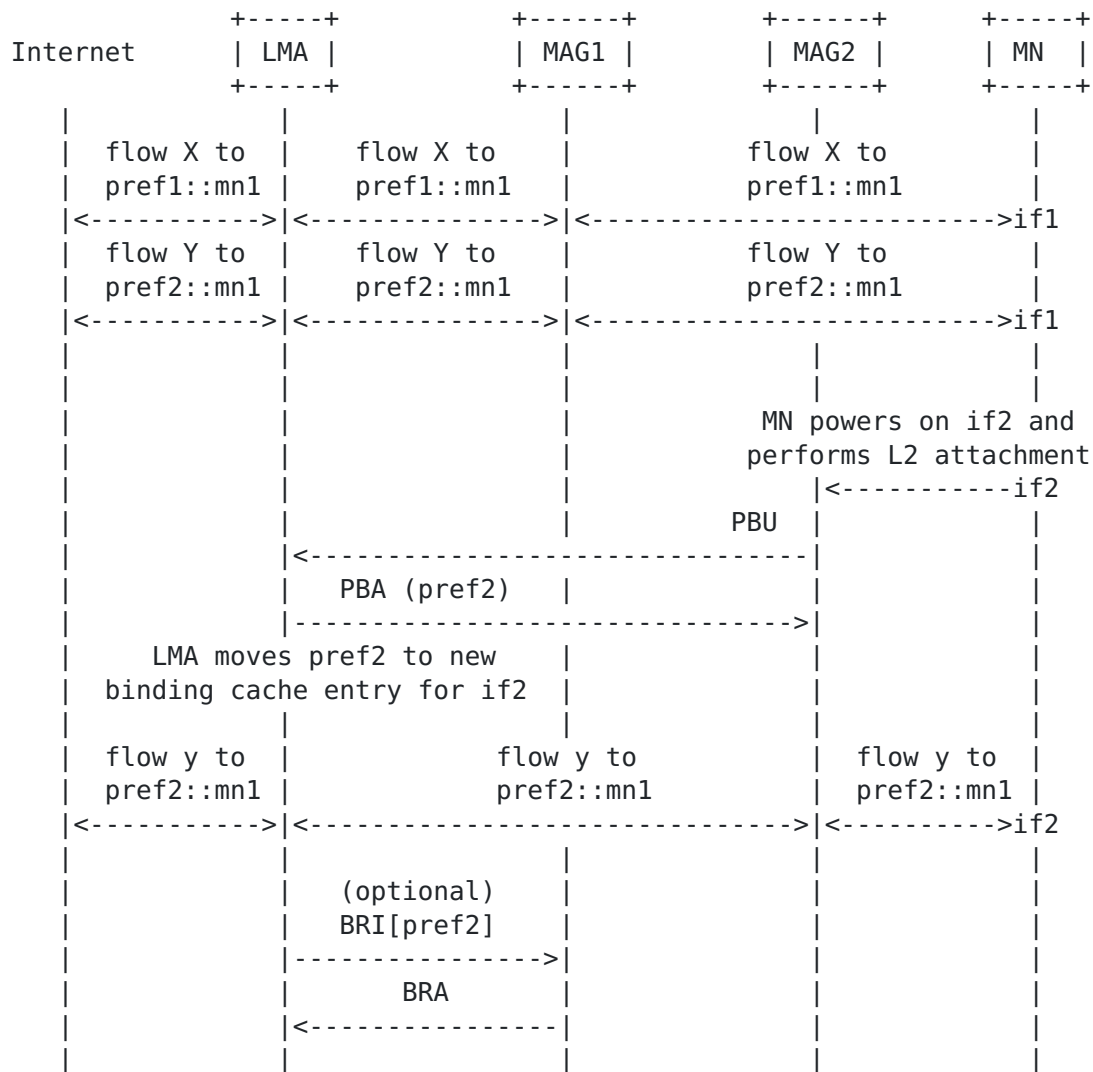 Internet | LMA | | MAG1 | | MAG2 | | MN |
flow X to flow X to flow X to
pref1::mn1 pref1::mn1 pref1::mn1
if1
flow Y to flow Y to flow Y to
pref2::mn1 pref2::mn1 pref2::mn1
if1
MN powers on if2 and
performs L2 attachment
if2
PBU
PBA (pref2)
LMA moves pref2 to new
binding cache entry for if2
flow y to flow y to flow y to
pref2::mn1 pref2::mn1 pref2::mn1
if2
(optional)
BRI[pref2]
BRA